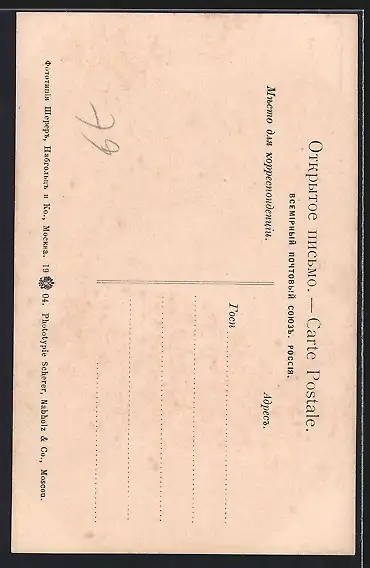 Открытое письмо. — Carte Postale.
ВСЕМІРНЫЙ ПОЧТОВЫЙ СОЮЗЪ. РОССІЯ.
Мѣсто для корреспонденціи.
Адресъ.
Госп
79
Фототипія Шереръ, Набгольцъ и Ко., Москва. 19 04. Phototypie Scherer, Nabholz & Co., Moscou.